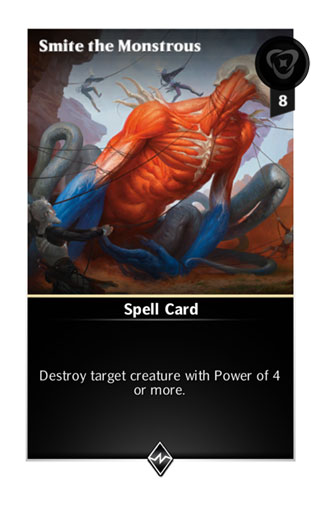 Smite the Monstrous
8
Spell Card
Destroy target creature with Power of 4
or more.